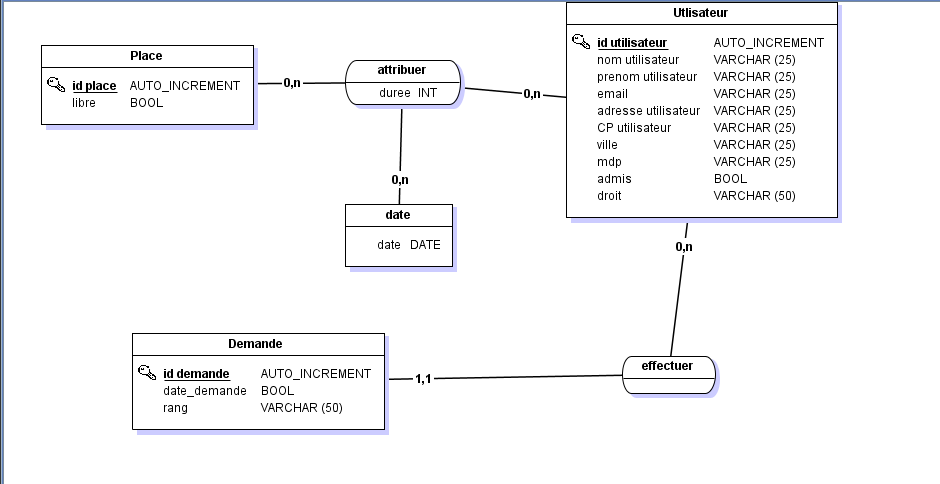 Place
id place AUTO_INCREMENT
libre BOOL
0,n
attribuer
duree INT
0,n
Utlisateur
id utilisateur AUTO_INCREMENT
nom utilisateur VARCHAR (25)
prenom utilisateur VARCHAR (25)
email VARCHAR (25)
adresse utilisateur VARCHAR (25)
CP utilisateur VARCHAR (25)
ville VARCHAR (25)
mdp VARCHAR (25)
admis BOOL
droit VARCHAR (50)
0,n
date
date DATE
0,n
Demande
id demande AUTO_INCREMENT
date_demande BOOL
rang VARCHAR (50)
1,1
effectuer